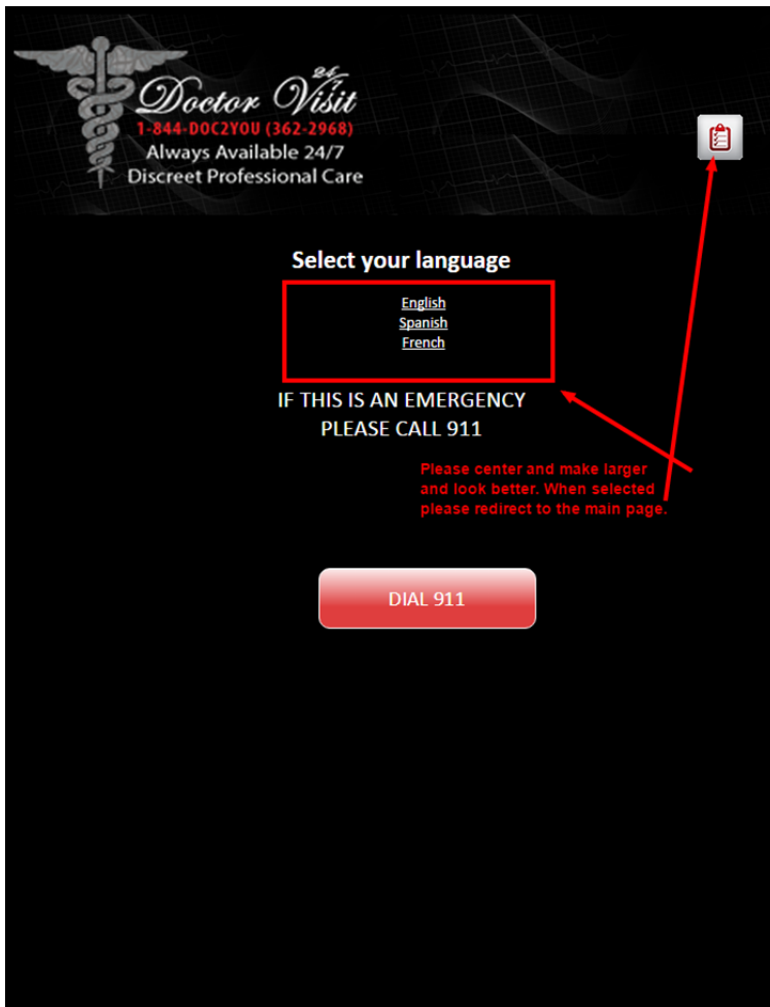 24/7
Doctor Visit
1-844-DOC2YOU (362-2968)
Always Available 24/7
Discreet Professional Care
Select your language
English
Spanish
French
IF THIS IS AN EMERGENCY
PLEASE CALL 911
Please center and make larger
and look better. When selected
please redirect to the main page.
DIAL 911